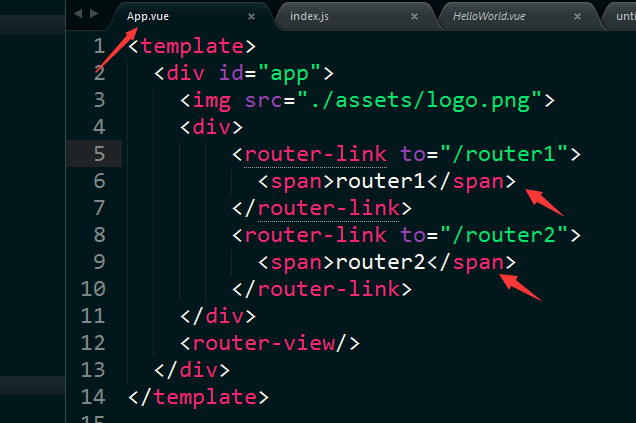 App.vue × index.js × HelloWorld.vue × unti
1 <template>
2 <div id="app">
3 <img src="./assets/logo.png">
4 <div>
5 <router-link to="/router1">
6 <span>router1</span>
7 </router-link>
8 <router-link to="/router2">
9 <span>router2</span>
10 </router-link>
11 </div>
12 <router-view/>
13 </div>
14 </template>
15